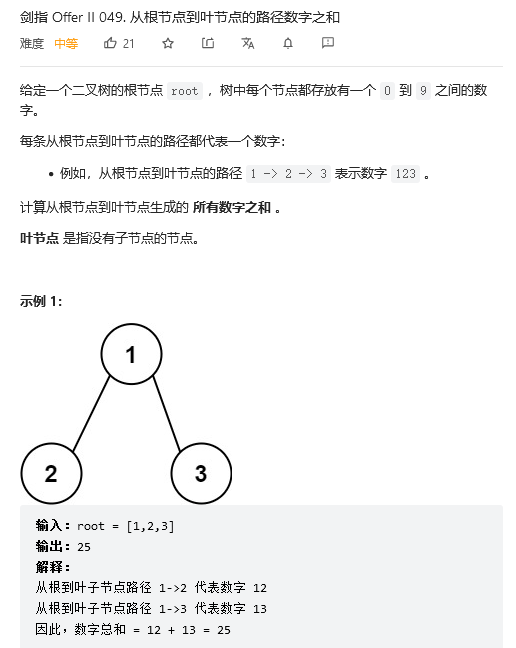 剑指 Offer II 049. 从根节点到叶节点的路径数字之和
难度 中等 21
给定一个二叉树的根节点 root ，树中每个节点都存放有一个 0 到 9 之间的数
字。
每条从根节点到叶节点的路径都代表一个数字：
• 例如，从根节点到叶节点的路径 1 -> 2 -> 3 表示数字 123 。
计算从根节点到叶节点生成的 所有数字之和 。
叶节点 是指没有子节点的节点。
示例 1：
1
2 3
输入：root = [1,2,3]
输出：25
解释：
从根到叶子节点路径 1->2 代表数字 12
从根到叶子节点路径 1->3 代表数字 13
因此，数字总和 = 12 + 13 = 25